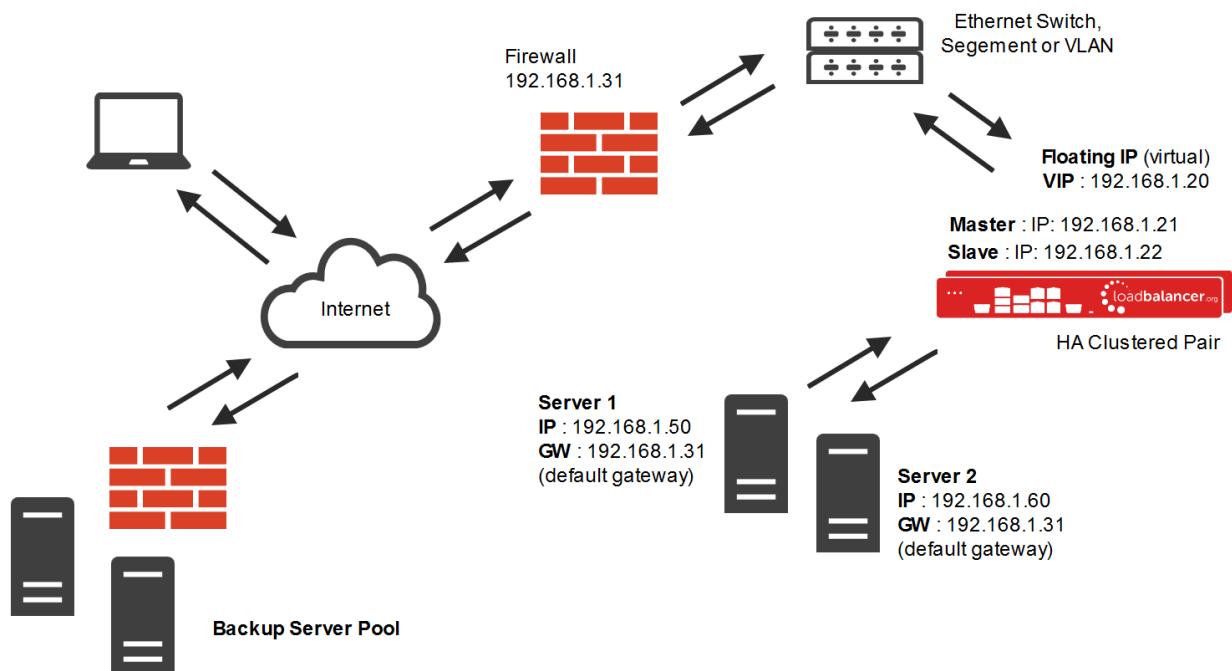 Ethernet Switch,
Segement or VLAN
Firewall
192.168.1.31
Floating IP (virtual)
VIP : 192.168.1.20
Master : IP: 192.168.1.21
Slave : IP: 192.168.1.22
loadbalancer.org
HA Clustered Pair
Internet
Server 1
IP : 192.168.1.50
GW : 192.168.1.31
(default gateway)
Server 2
IP : 192.168.1.60
GW : 192.168.1.31
(default gateway)
Backup Server Pool